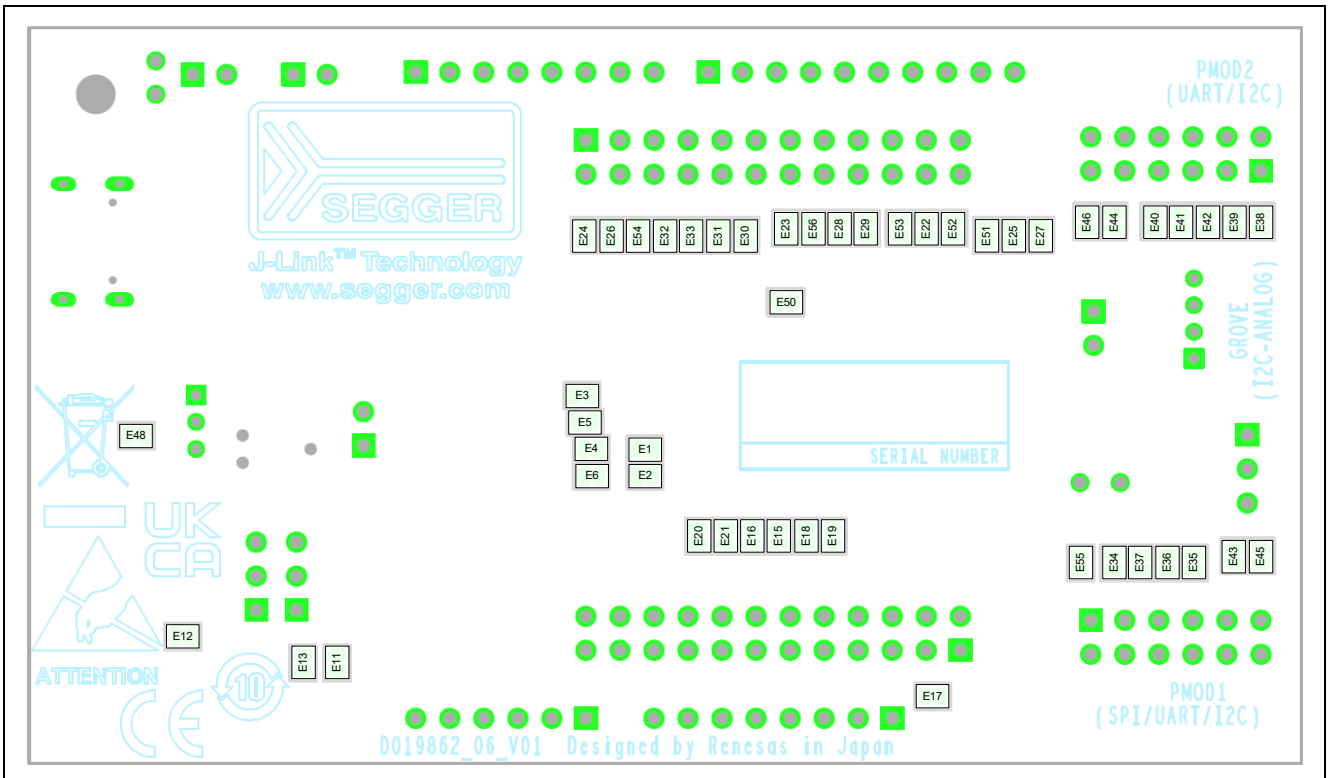 PMOD2
(UART/I2C)
SEGGER
J-Link™ Technology
www.segger.com
E24 E26 E54 E32 E33 E31 E30 E23 E56 E28 E29 E53 E22 E52 E51 E25 E27 E46 E44 E40 E41 E42 E39 E38
E50
GROVE
(I2C-ANALOG)
E3
E5
E48
E4 E1
E6 E2
SERIAL NUMBER
UK
CA
E20 E21 E16 E15 E18 E19
E55 E34 E37 E36 E35 E43 E45
E12
E13 E11
ATTENTION
10
E17
PMOD1
(SPI/UART/I2C)
CE
D019862_06_V01 Designed by Renesas in Japan